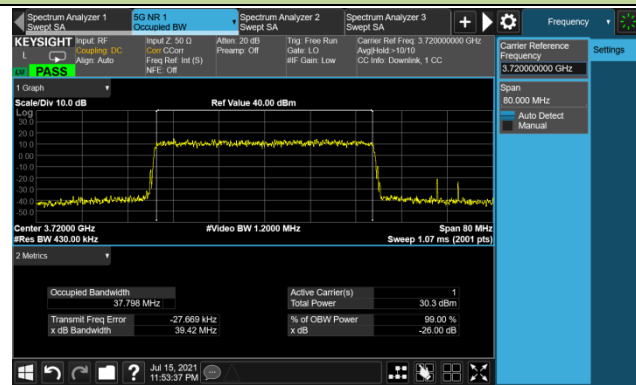 Spectrum Analyzer 1
Swept SA
5G NR 1
Occupied BW
Spectrum Analyzer 2
Swept SA
Spectrum Analyzer 3
Swept SA
Frequency
KEYSIGHT
L
PASS
Input: RF
Coupling: DC
Align: Auto
Input Z: 50 Ω
Corr CCorr
Freq Ref: Int (S)
NFE: Off
Atten: 20 dB
Preamp: Off
Trig: Free Run
Gate: LO
#IF Gain: Low
Carrier Ref Freq: 3.720000000 GHz
Avg|Hold:>10/10
CC Info: Downlink, 1 CC
Carrier Reference
Frequency
3.720000000 GHz
Span
80.000 MHz
Auto Detect
Manual
Settings
1 Graph
Scale/Div 10.0 dB
Ref Value 40.00 dBm
Log
30.0
20.0
10.0
0.00
-10.0
-20.0
-30.0
-40.0
-50.0
Center 3.72000 GHz
#Video BW 1.2000 MHz
Span 80 MHz
#Res BW 430.00 kHz
Sweep 1.07 ms (2001 pts)
2 Metrics
Occupied Bandwidth
37.798 MHz
Active Carrier(s) 1
Total Power 30.3 dBm
Transmit Freq Error -27.669 kHz
% of OBW Power 99.00 %
x dB Bandwidth 39.42 MHz
x dB -26.00 dB
?
Jul 15, 2021
11:53:37 PM